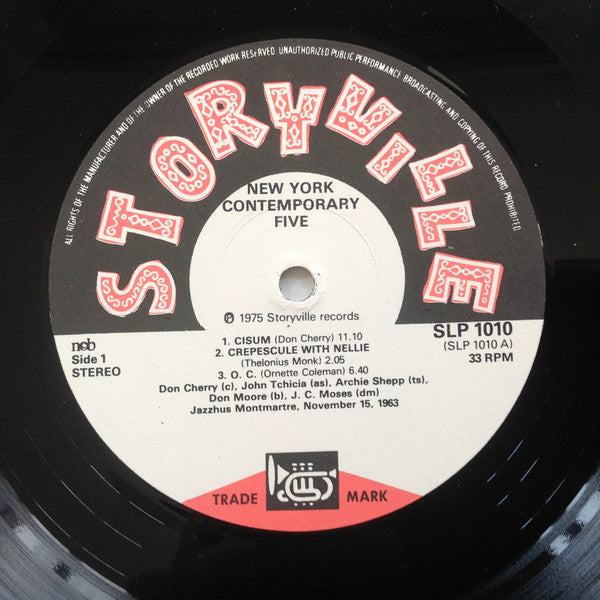 ALL RIGHTS OF THE MANUFACTURER AND OF THE OWNER OF THE RECORDED WORK RESERVED. UNAUTHORIZED PUBLIC PERFORMANCE BROADCASTING AND COPYING OF THIS RECORD PROHIBITED
STORYVILLE
NEW YORK
CONTEMPORARY
FIVE
℗ 1975 Storyville records
ncb
Side 1
STEREO
SLP 1010
(SLP 1010 A)
33 RPM
1. CISUM (Don Cherry) 11.10
2. CREPESCULE WITH NELLIE
(Thelonius Monk) 2.05
3. O. C. (Ornette Coleman) 6.40
Don Cherry (c), John Tchicia (as), Archie Shepp (ts),
Don Moore (b), J. C. Moses (dm)
Jazzhus Montmartre, November 15, 1963
TRADE MARK